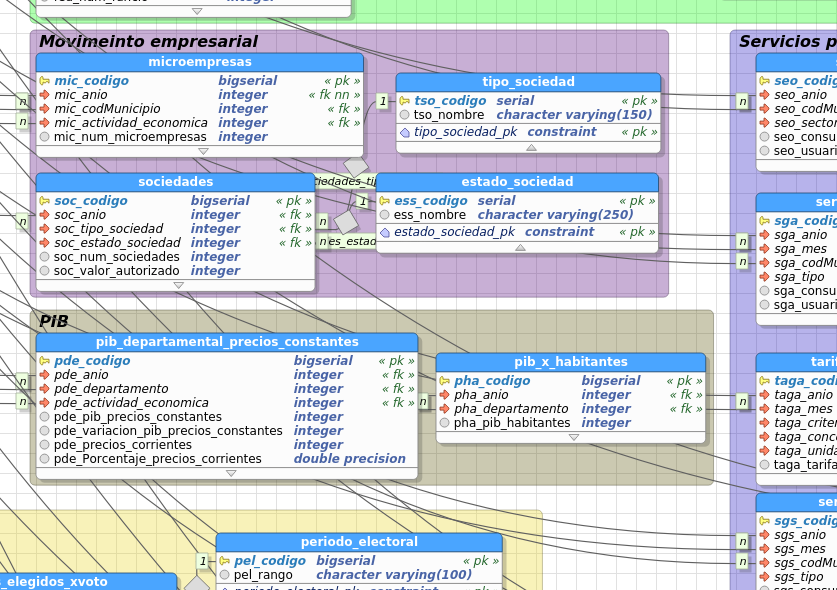 Movimeinto empresarial
microempresas
mic_codigo bigserial « pk »
mic_anio integer « fk nn »
mic_codMunicipio integer « fk »
mic_actividad_economica integer « fk »
mic_num_microempresas integer
n
n
1
tipo_sociedad
tso_codigo serial « pk »
tso_nombre character varying(150)
tipo_sociedad_pk constraint « pk »
sociedades
soc_codigo bigserial « pk »
soc_anio integer « fk »
soc_tipo_sociedad integer « fk »
soc_estado_sociedad integer « fk »
soc_num_sociedades integer
soc_valor_autorizado integer
n
n
n
1
estado_sociedad
ess_codigo serial « pk »
ess_nombre character varying(250)
estado_sociedad_pk constraint « pk »
PIB
pib_departamental_precios_constantes
pde_codigo bigserial « pk »
pde_anio integer « fk »
pde_departamento integer « fk »
pde_actividad_economica integer « fk »
pde_pib_precios_constantes integer
pde_variacion_pib_precios_constantes integer
pde_precios_corrientes integer
pde_Porcentaje_precios_corrientes double precision
n
n
n
pib_x_habitantes
pha_codigo bigserial « pk »
pha_anio integer « fk »
pha_departamento integer « fk »
pha_pib_habitantes integer
periodo_electoral
1
pel_codigo bigserial « pk »
pel_rango character varying(100)
s_elegidos_xvoto
Servicios p
seo_codig
n
seo_anio
seo_codMu
seo_sector
seo_consu
seo_usuari
ser
sga_codig
n
sga_anio
sga_mes
n
sga_codMu
sga_tipo
sga_consu
sga_usuari
tarif
taga_codi
taga_anio
n
taga_mes
taga_criter
taga_conce
taga_unida
taga_tarifa
ser
sgs_codig
n
sgs_anio
sgs_mes
n
sgs_codMu
sgs_tipo